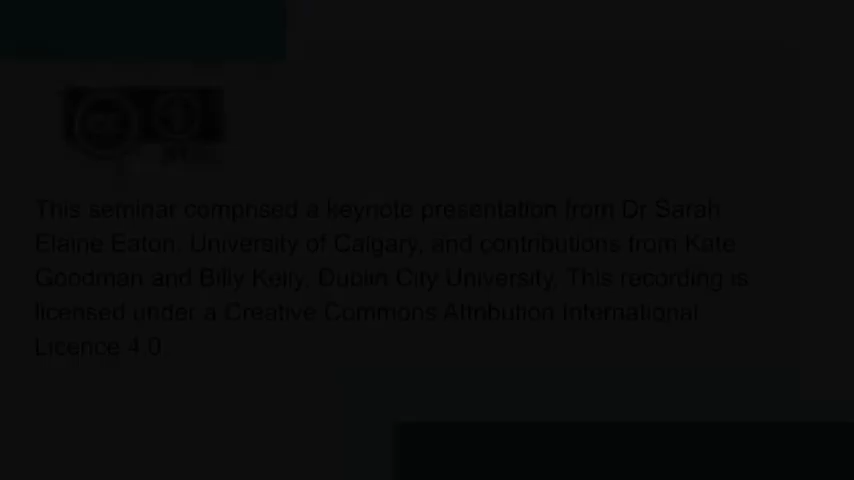 This seminar comprised a keynote presentation from Dr Sarah
Elaine Eaton, University of Calgary, and contributions from Kate
Goodman and Billy Kelly, Dublin City University. This recording is
licensed under a Creative Commons Attribution International
Licence 4.0